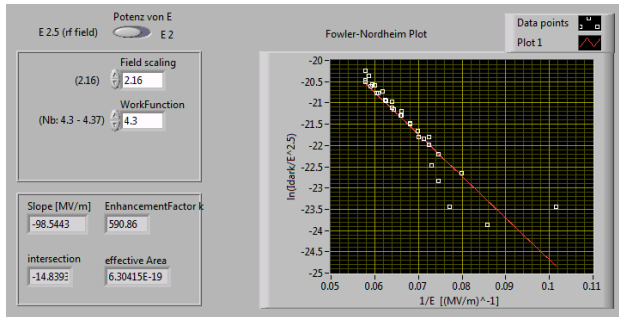 Potenz von E
E 2.5 (rf field) E 2
Field scaling
(2.16) 2.16
WorkFunction
(Nb: 4.3 - 4.37) 4.3
Slope [MV/m] EnhancementFactor k
-98.5443 590.86
intersection effective Area
-14.839 6.30415E-19
Fowler-Nordheim Plot
Data points
Plot 1
ln(Idark/E^2.5)
-20
-20.5
-21
-21.5
-22
-22.5
-23
-23.5
-24
-24.5
-25
0.05 0.06 0.07 0.08 0.09 0.1 0.11
1/E [(MV/m)^-1]